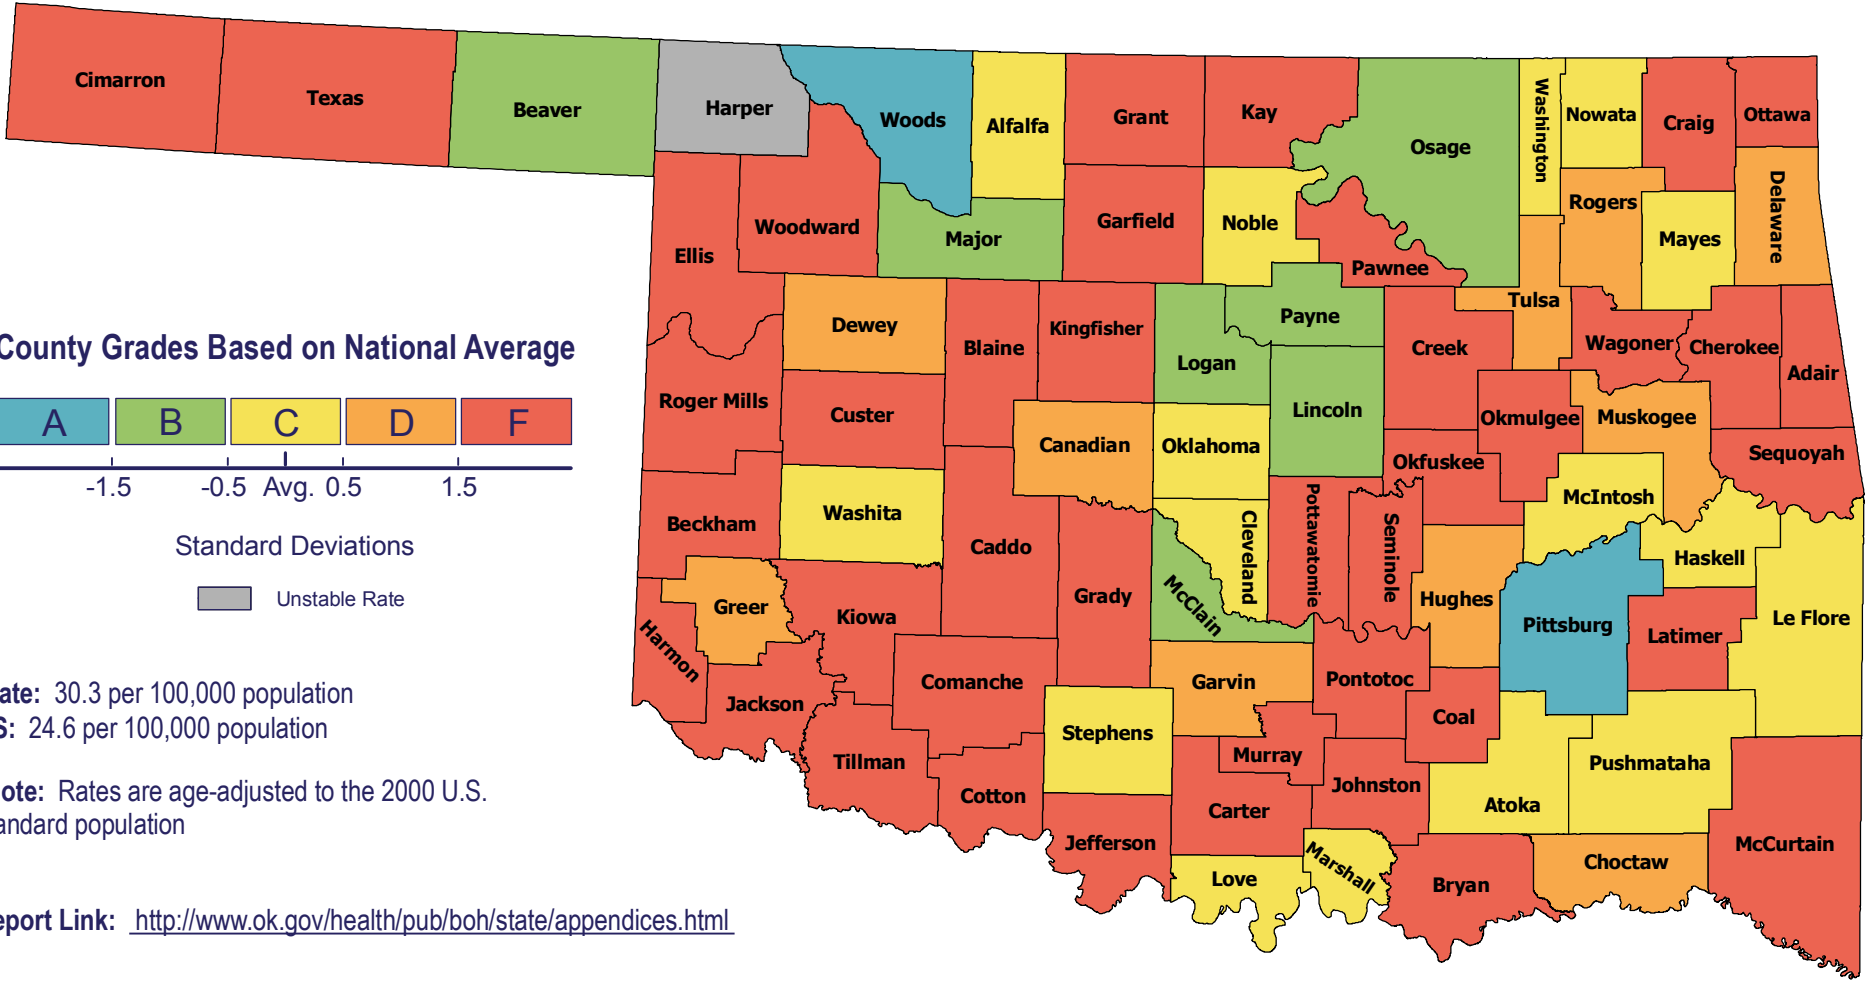 Cimarron
Texas
Beaver
Harper
Woods
Alfalfa
Grant
Kay
Osage
Washington
Nowata
Craig
Ottawa
Ellis
Woodward
Major
Garfield
Noble
Pawnee
Rogers
Mayes
Delaware
Dewey
Blaine
Kingfisher
Logan
Payne
Creek
Tulsa
Wagoner
Cherokee
Adair
County Grades Based on National Average
A B C D F
-1.5 -0.5 Avg. 0.5 1.5
Standard Deviations
Unstable Rate
Roger Mills
Custer
Canadian
Oklahoma
Lincoln
Okmulgee
Muskogee
Sequoyah
Okfuskee
McIntosh
Beckham
Washita
Caddo
Grady
McClain
Cleveland
Pottawatomie
Seminole
Hughes
Pittsburg
Haskell
Le Flore
Latimer
Greer
Kiowa
Harmon
Jackson
Comanche
Stephens
Garvin
Pontotoc
Coal
Tillman
Cotton
Murray
Johnston
Carter
Atoka
Pushmataha
Jefferson
Love
Marshall
Bryan
Choctaw
McCurtain
ate: 30.3 per 100,000 population
S: 24.6 per 100,000 population
ote: Rates are age-adjusted to the 2000 U.S.
andard population
eport Link: http://www.ok.gov/health/pub/boh/state/appendices.html